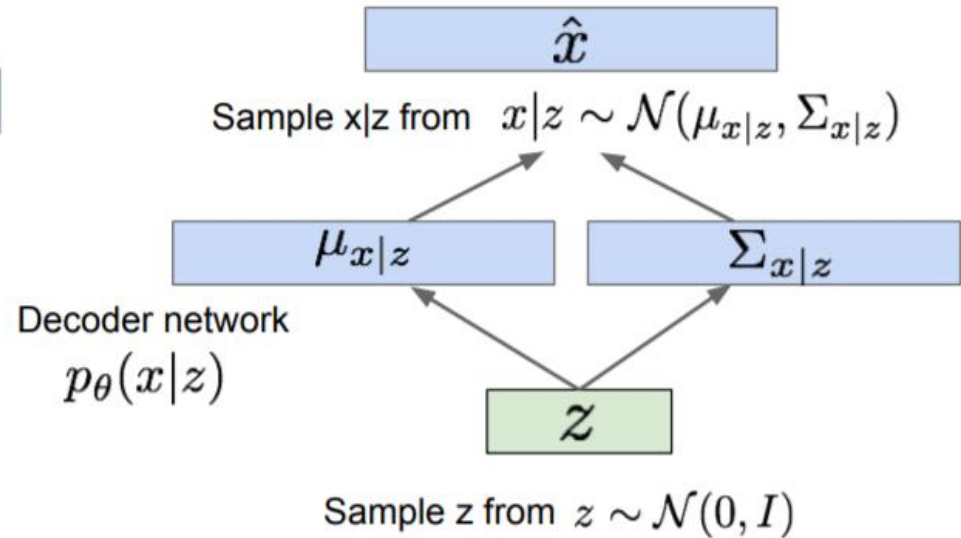 x̂
Sample x|z from x|z ∼ 𝒩(μ_{x|z}, Σ_{x|z})
μ_{x|z} Σ_{x|z}
Decoder network
p_θ(x|z)
z
Sample z from z ∼ 𝒩(0, I)